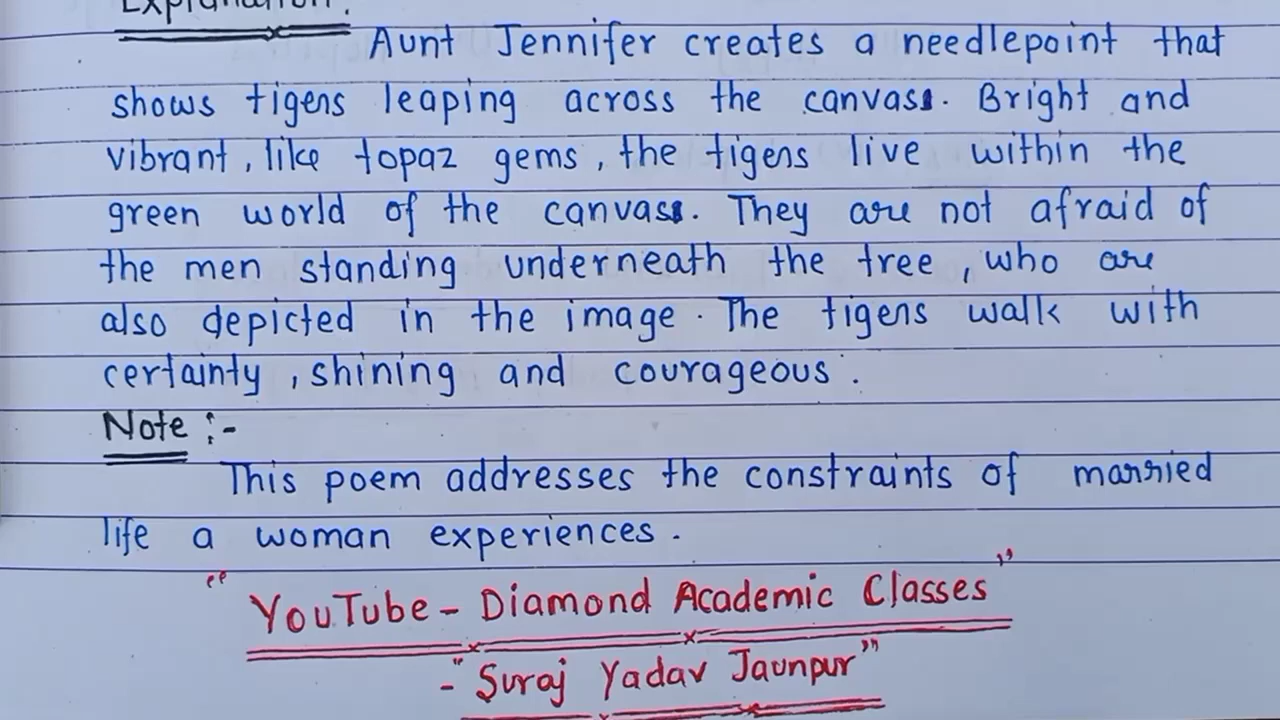 Explanation:
Aunt Jennifer creates a needlepoint that
shows tigers leaping across the canvas. Bright and
vibrant, like topaz gems, the tigers live within the
green world of the canvas. They are not afraid of
the men standing underneath the tree, who are
also depicted in the image. The tigers walk with
certainty, shining and courageous.
Note :-
This poem addresses the constraints of married
life a woman experiences.
"YouTube - Diamond Academic Classes"
- "Suraj Yadav Jaunpur"